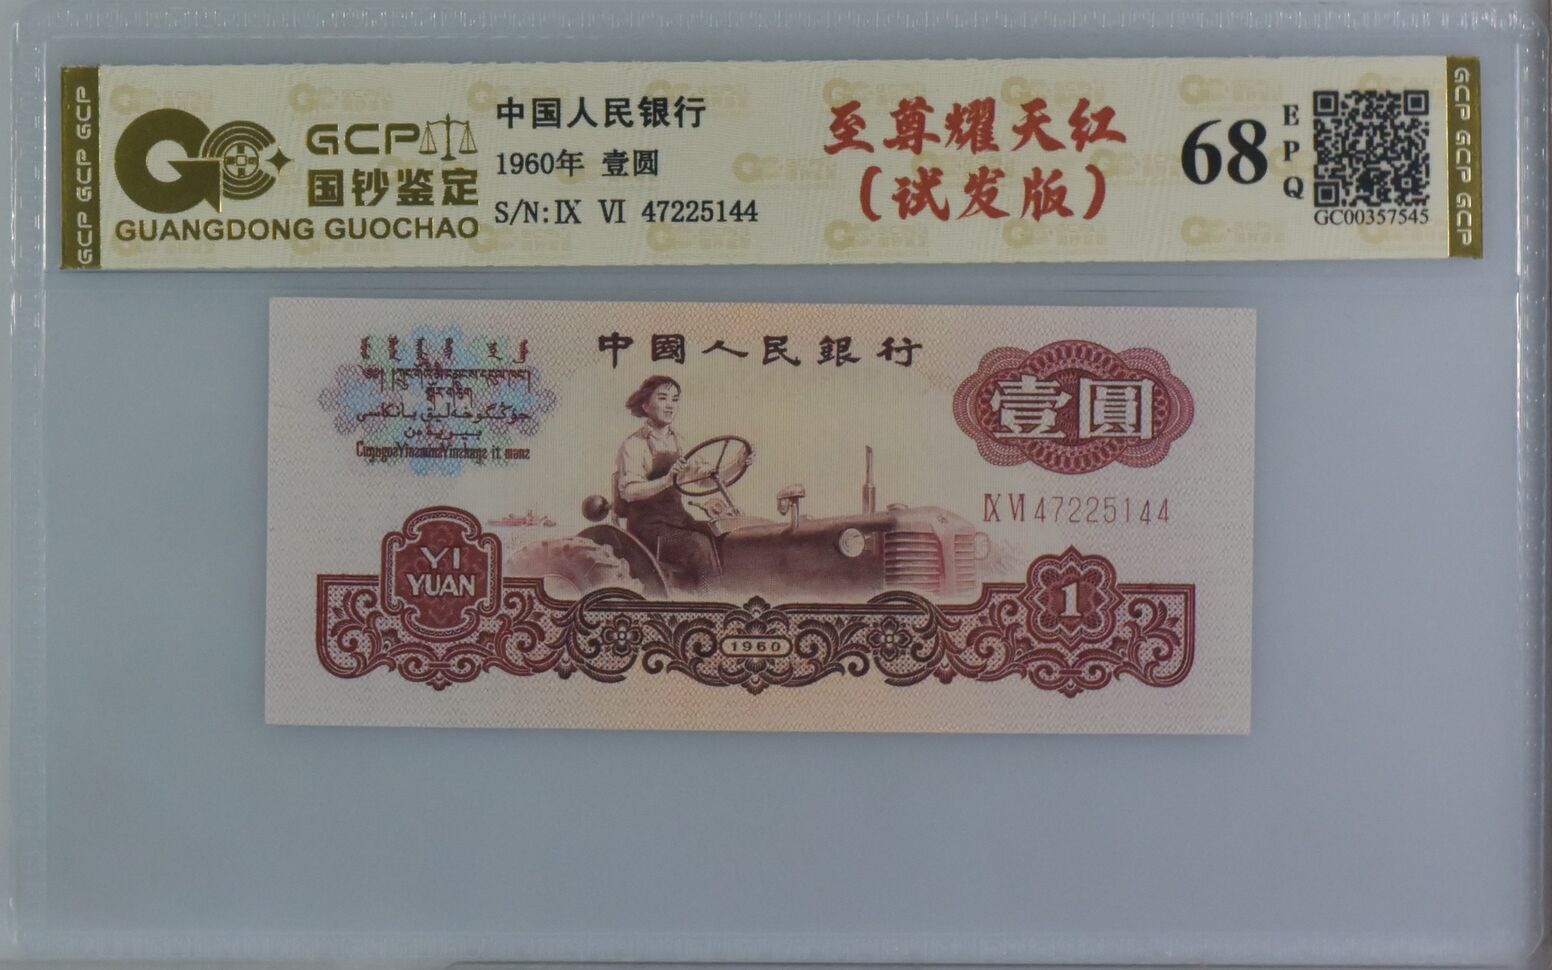 GCP GCP GCP
GCP
国钞鉴定
GUANGDONG GUOCHAO
中国人民银行
1960年 壹圆
S/N: Ⅸ Ⅵ 47225144
至尊耀天红
(试发版)
68
EPQ
GC00357545
GCP GCP GCP
中國人民銀行
壹圓
Ⅸ Ⅵ 47225144
YI
YUAN
1960
1